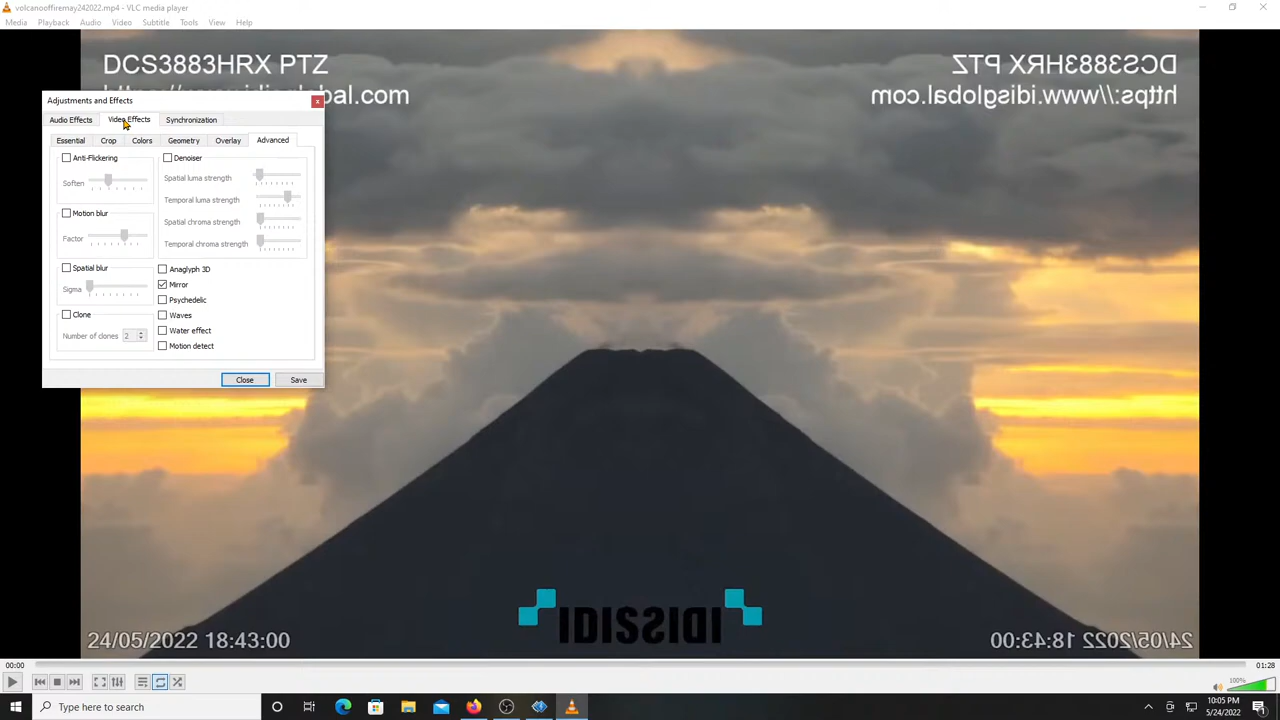 volcanooffiremay242022.mp4 - VLC media player
Media Playback Audio Video Subtitle Tools View Help
DCS3883HRX PTZ
DCS3883HRX PTZ
https://www.idisglobal.com
Adjustments and Effects
Audio Effects Video Effects Synchronization
Essential Crop Colors Geometry Overlay Advanced
Anti-Flickering
Soften
Motion blur
Factor
Spatial blur
Sigma
Clone
Number of clones 2
Denoiser
Spatial luma strength
Temporal luma strength
Spatial chroma strength
Temporal chroma strength
Anaglyph 3D
Mirror
Psychedelic
Waves
Water effect
Motion detect
Close Save
IDISIDI
24/05/2022 18:43:00
24/05/2022 18:43:00
00:00 01:28
100%
Type here to search
10:05 PM
5/24/2022
1